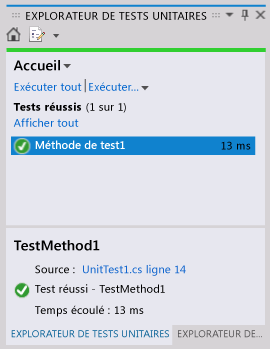 EXPLORATEUR DE TESTS UNITAIRES
Accueil
Exécuter tout | Exécuter...
Tests réussis (1 sur 1)
Afficher tout
Méthode de test1 13 ms
TestMethod1
Source : UnitTest1.cs ligne 14
Test réussi - TestMethod1
Temps écoulé : 13 ms
EXPLORATEUR DE TESTS UNITAIRES EXPLORATEUR DE...